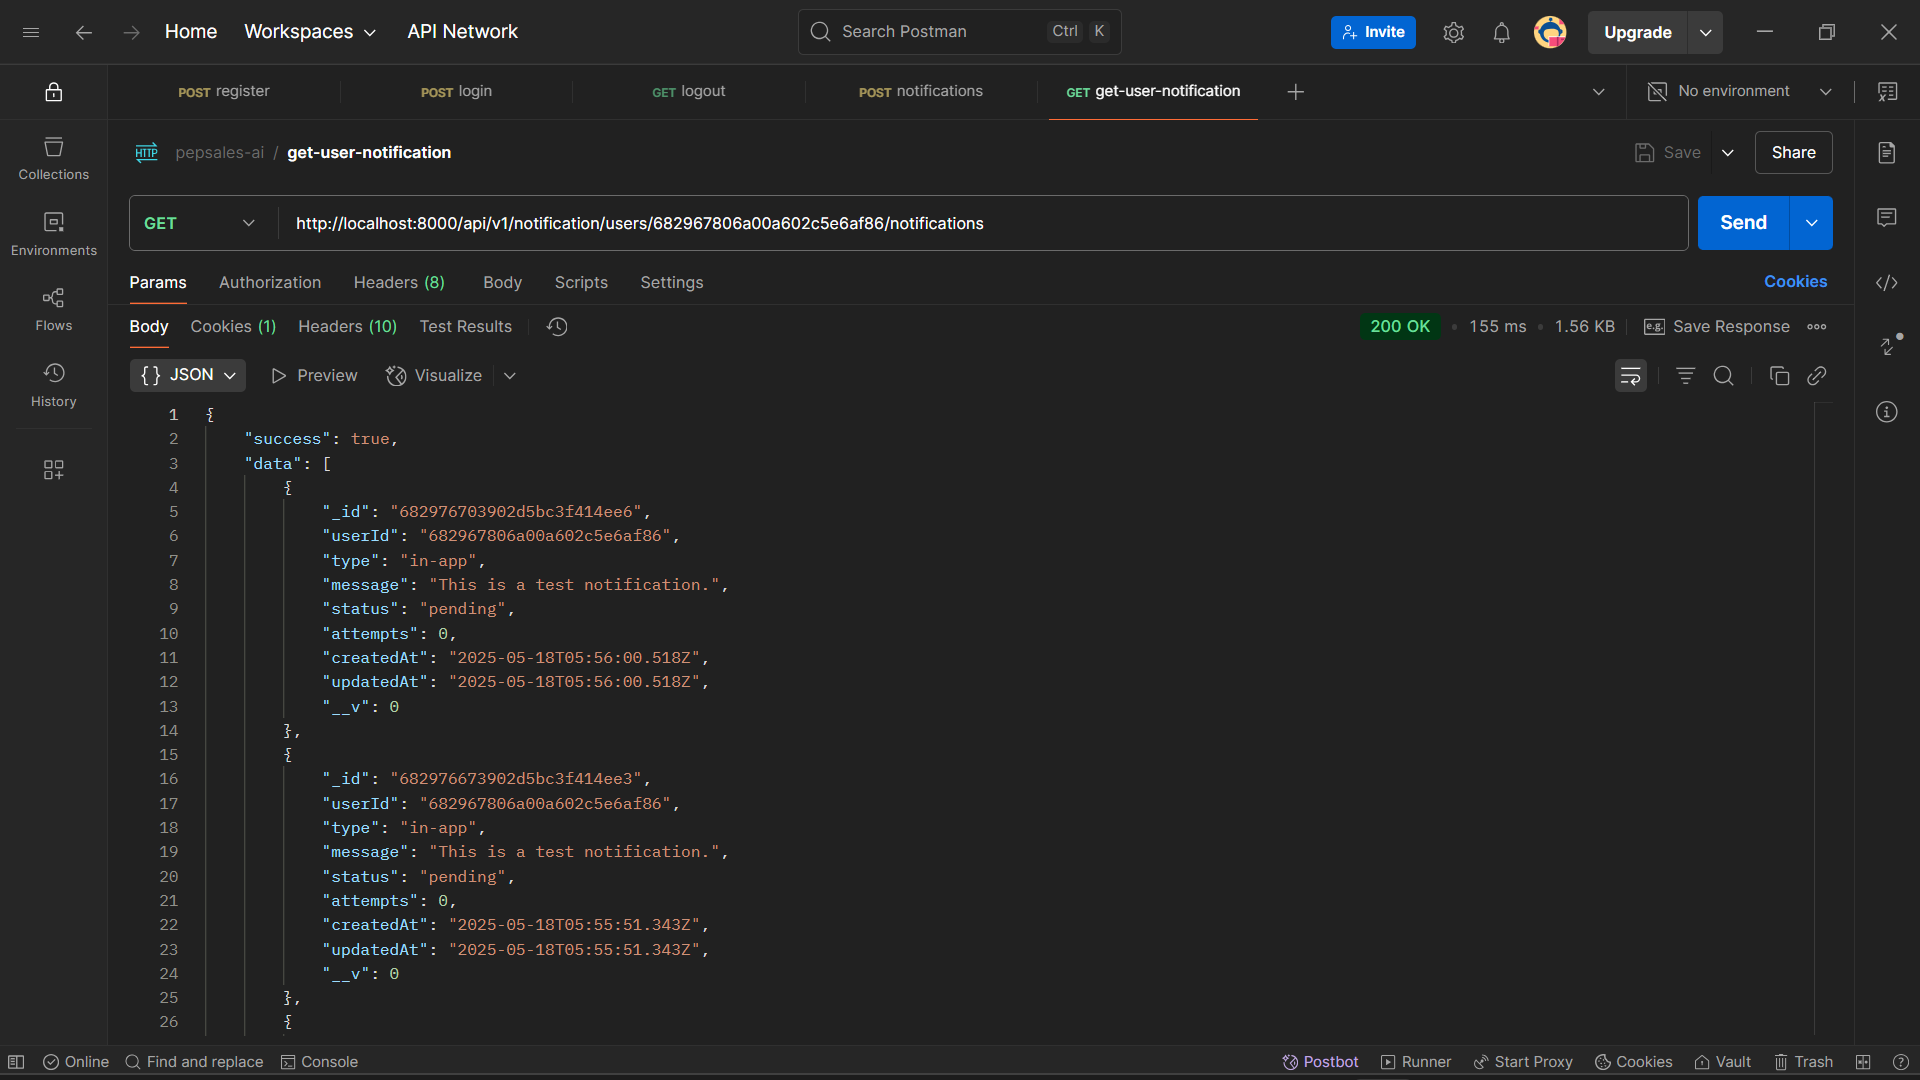 Home Workspaces API Network Search Postman Ctrl K Invite Upgrade
POST register POST login GET logout POST notifications GET get-user-notification No environment
HTTP pepsales-ai / get-user-notification Save Share
GET http://localhost:8000/api/v1/notification/users/682967806a00a602c5e6af86/notifications Send
Params Authorization Headers (8) Body Scripts Settings Cookies
Body Cookies (1) Headers (10) Test Results 200 OK • 155 ms • 1.56 KB e.g. Save Response
{} JSON Preview Visualize
Collections
Environments
Flows
History
1 {
2 "success": true,
3 "data": [
4 {
5 "_id": "682976703902d5bc3f414ee6",
6 "userId": "682967806a00a602c5e6af86",
7 "type": "in-app",
8 "message": "This is a test notification.",
9 "status": "pending",
10 "attempts": 0,
11 "createdAt": "2025-05-18T05:56:00.518Z",
12 "updatedAt": "2025-05-18T05:56:00.518Z",
13 "__v": 0
14 },
15 {
16 "_id": "682976673902d5bc3f414ee3",
17 "userId": "682967806a00a602c5e6af86",
18 "type": "in-app",
19 "message": "This is a test notification.",
20 "status": "pending",
21 "attempts": 0,
22 "createdAt": "2025-05-18T05:55:51.343Z",
23 "updatedAt": "2025-05-18T05:55:51.343Z",
24 "__v": 0
25 },
26 {
Online Find and replace Console Postbot Runner Start Proxy Cookies Vault Trash